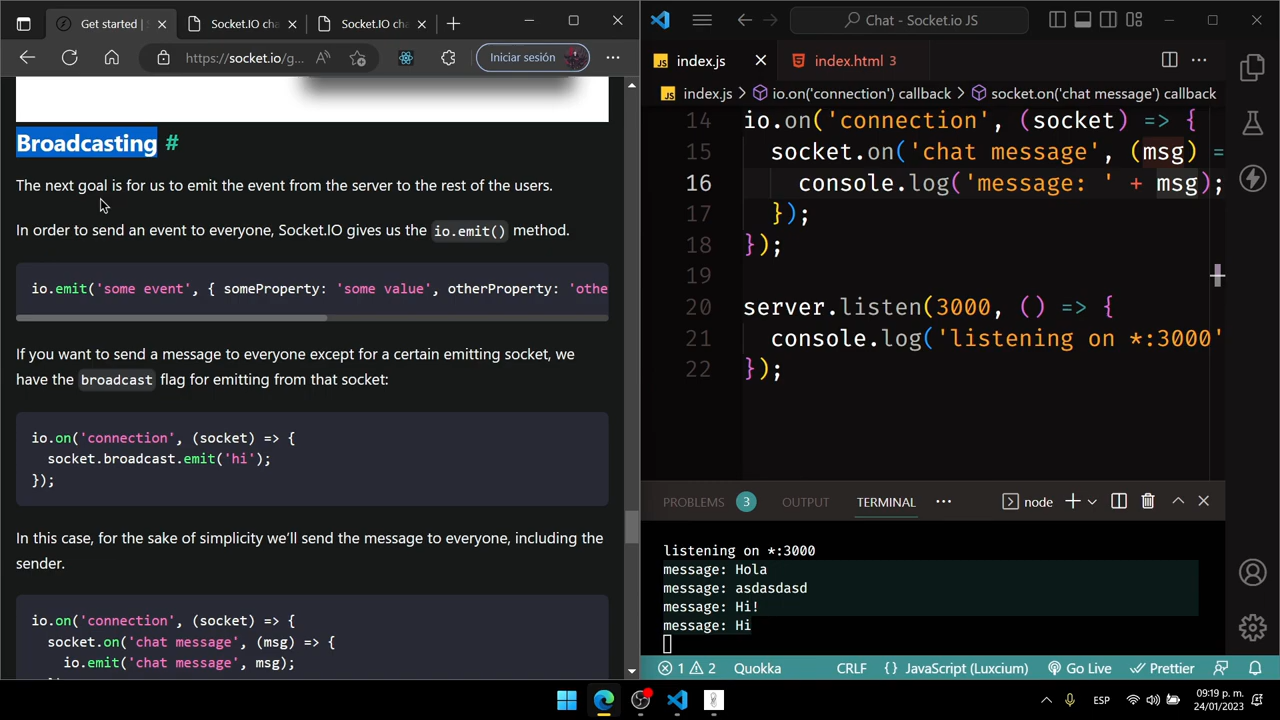 Get started | S
Socket.IO cha
Socket.IO cha
https://socket.io/g...
Iniciar sesión
Broadcasting #
The next goal is for us to emit the event from the server to the rest of the users.
In order to send an event to everyone, Socket.IO gives us the io.emit() method.
io.emit('some event', { someProperty: 'some value', otherProperty: 'othe
If you want to send a message to everyone except for a certain emitting socket, we
have the broadcast flag for emitting from that socket:
io.on('connection', (socket) => {
socket.broadcast.emit('hi');
});
In this case, for the sake of simplicity we'll send the message to everyone, including the
sender.
io.on('connection', (socket) => {
socket.on('chat message', (msg) => {
io.emit('chat message', msg);
Chat - Socket.io JS
JS index.js
index.html 3
JS index.js > io.on('connection') callback > socket.on('chat message') callback
14 io.on('connection', (socket) => {
15 socket.on('chat message', (msg) =
16 console.log('message: ' + msg);
17 });
18 });
19
20 server.listen(3000, () => {
21 console.log('listening on *:3000'
22 });
PROBLEMS 3 OUTPUT TERMINAL ... node
listening on *:3000
message: Hola
message: asdasdasd
message: Hi!
message: Hi
1 2 Quokka CRLF {} JavaScript (Luxcium) Go Live Prettier
ESP 09:19 p. m.
24/01/2023